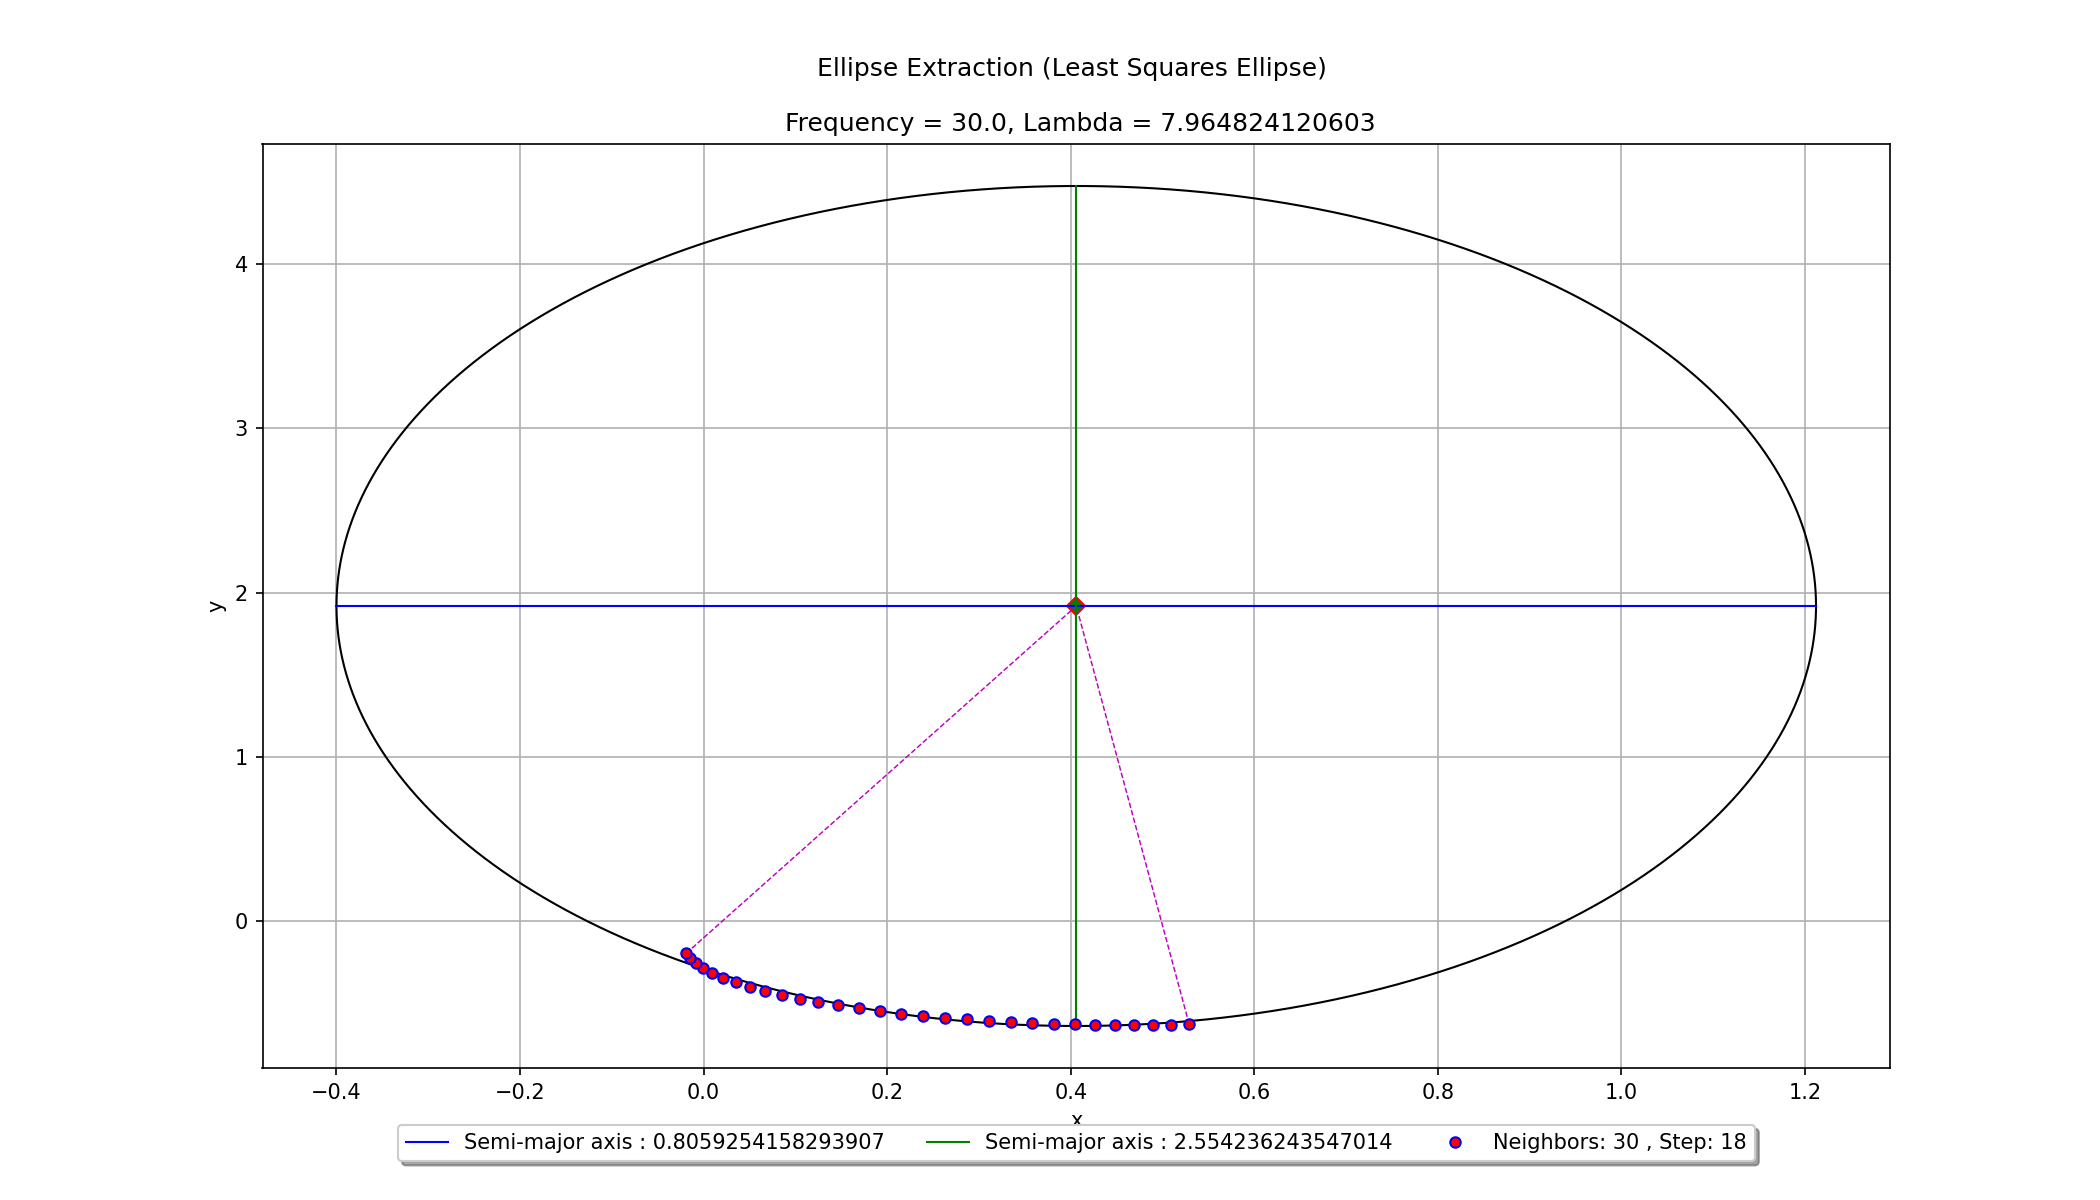 Ellipse Extraction (Least Squares Ellipse)
Frequency = 30.0, Lambda = 7.964824120603
4
3
2
1
0
y
−0.4 −0.2 0.0 0.2 0.4 0.6 0.8 1.0 1.2
x
Semi-major axis : 0.8059254158293907 Semi-major axis : 2.554236243547014 Neighbors: 30 , Step: 18